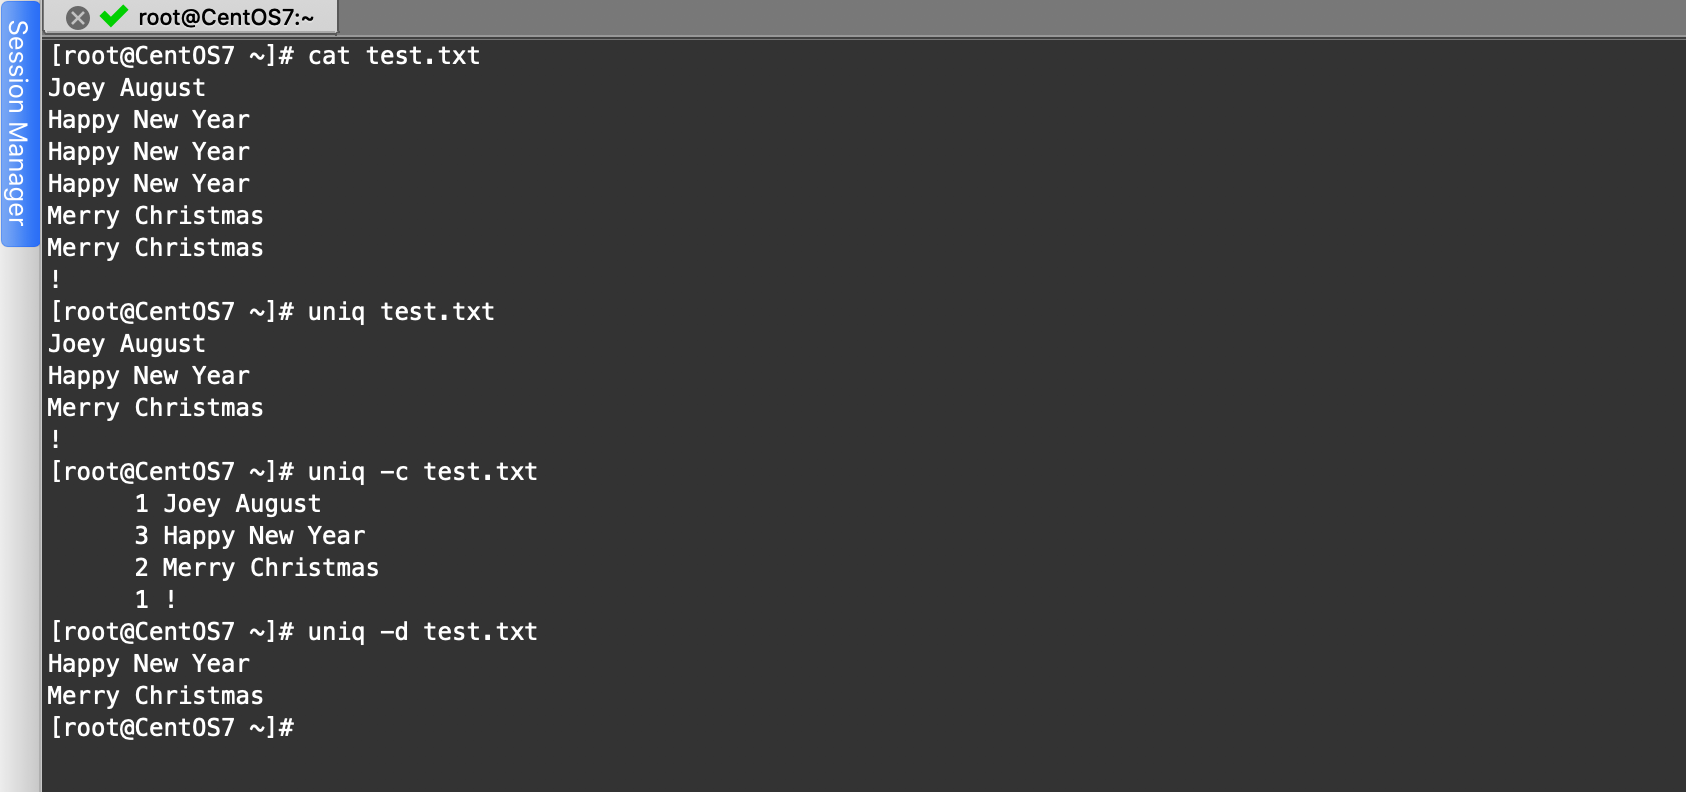 Session Manager
root@CentOS7:~
[root@CentOS7 ~]# cat test.txt
Joey August
Happy New Year
Happy New Year
Happy New Year
Merry Christmas
Merry Christmas
!
[root@CentOS7 ~]# uniq test.txt
Joey August
Happy New Year
Merry Christmas
!
[root@CentOS7 ~]# uniq -c test.txt
      1 Joey August
      3 Happy New Year
      2 Merry Christmas
      1 !
[root@CentOS7 ~]# uniq -d test.txt
Happy New Year
Merry Christmas
[root@CentOS7 ~]#